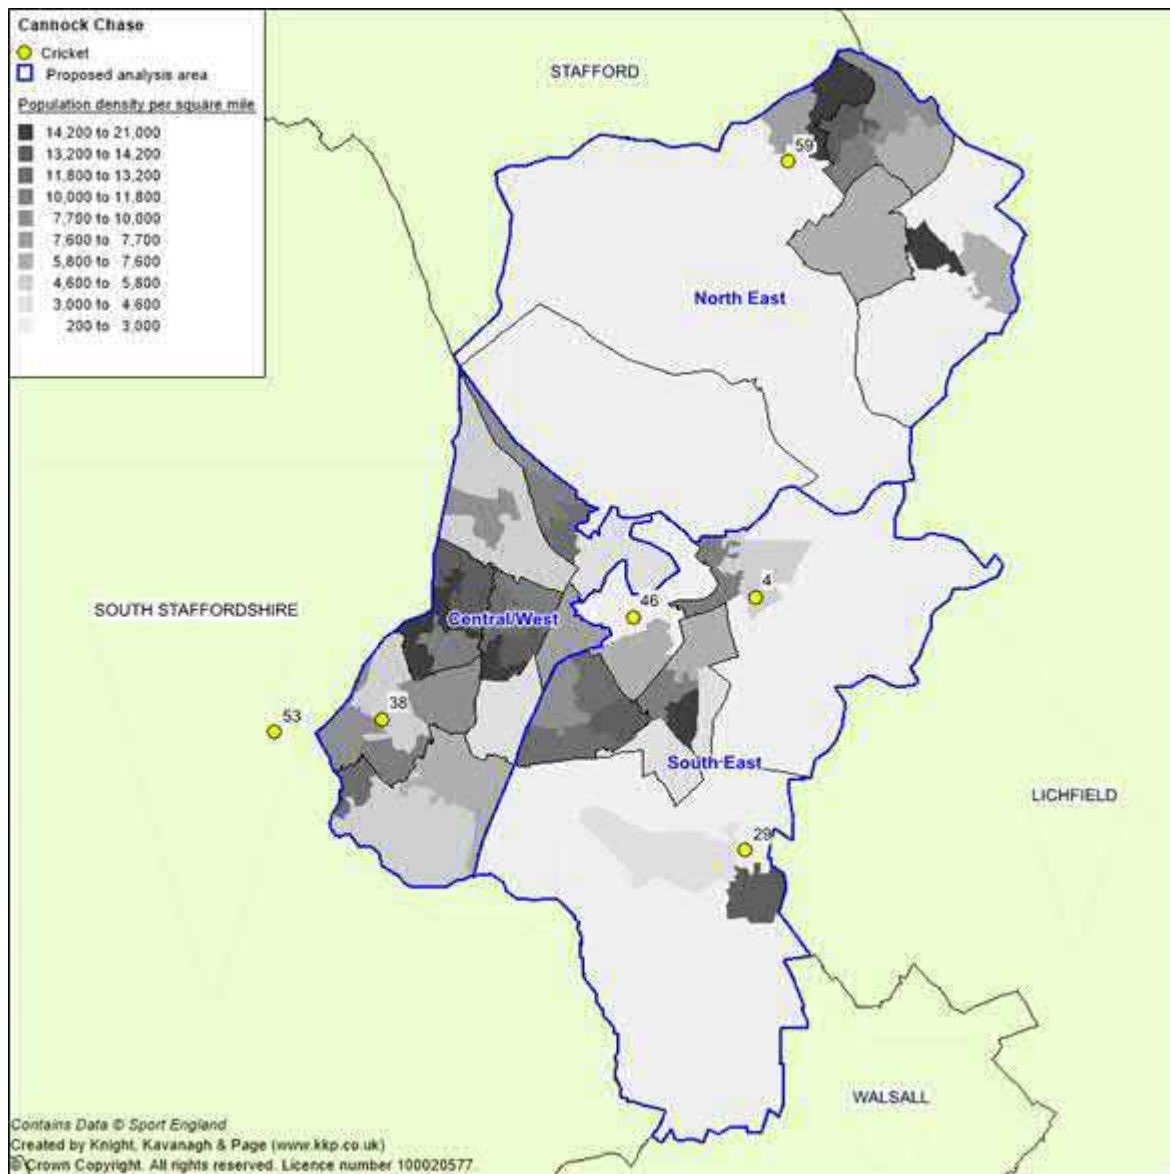 Cannock Chase
Cricket
Proposed analysis area
Population density per square mile
14,200 to 21,000
13,200 to 14,200
11,800 to 13,200
10,000 to 11,800
7,700 to 10,000
7,600 to 7,700
5,800 to 7,600
4,600 to 5,800
3,000 to 4,600
200 to 3,000
STAFFORD
59
North East
4
46
SOUTH STAFFORDSHIRE
Central/West
38
53
South East
LICHFIELD
29
WALSALL
Contains Data © Sport England
Created by Knight, Kavanagh & Page (www.kkp.co.uk)
© Crown Copyright. All rights reserved. Licence number 100020577.